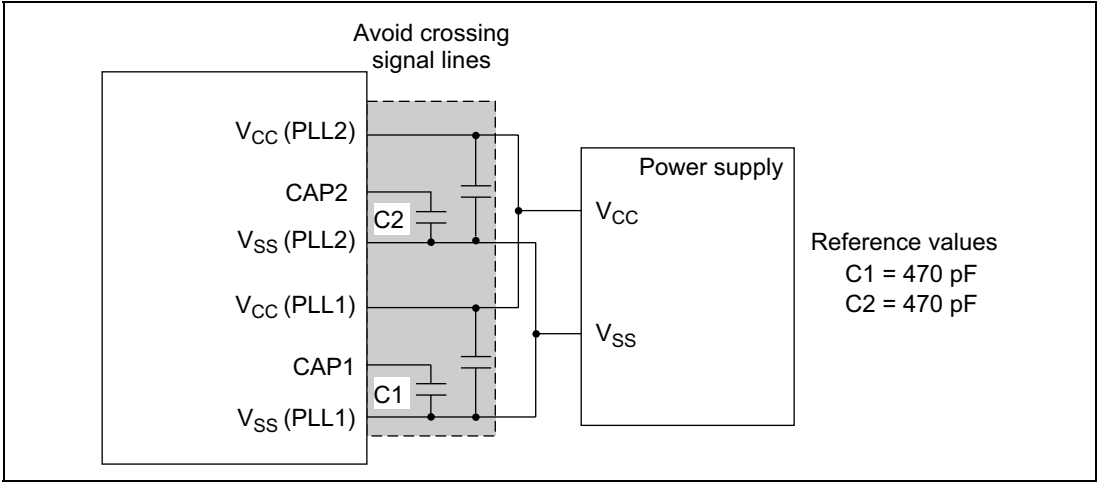 Avoid crossing
signal lines
V_CC (PLL2)
CAP2
C2
V_SS (PLL2)
V_CC (PLL1)
CAP1
C1
V_SS (PLL1)
Power supply
V_CC
V_SS
Reference values
C1 = 470 pF
C2 = 470 pF